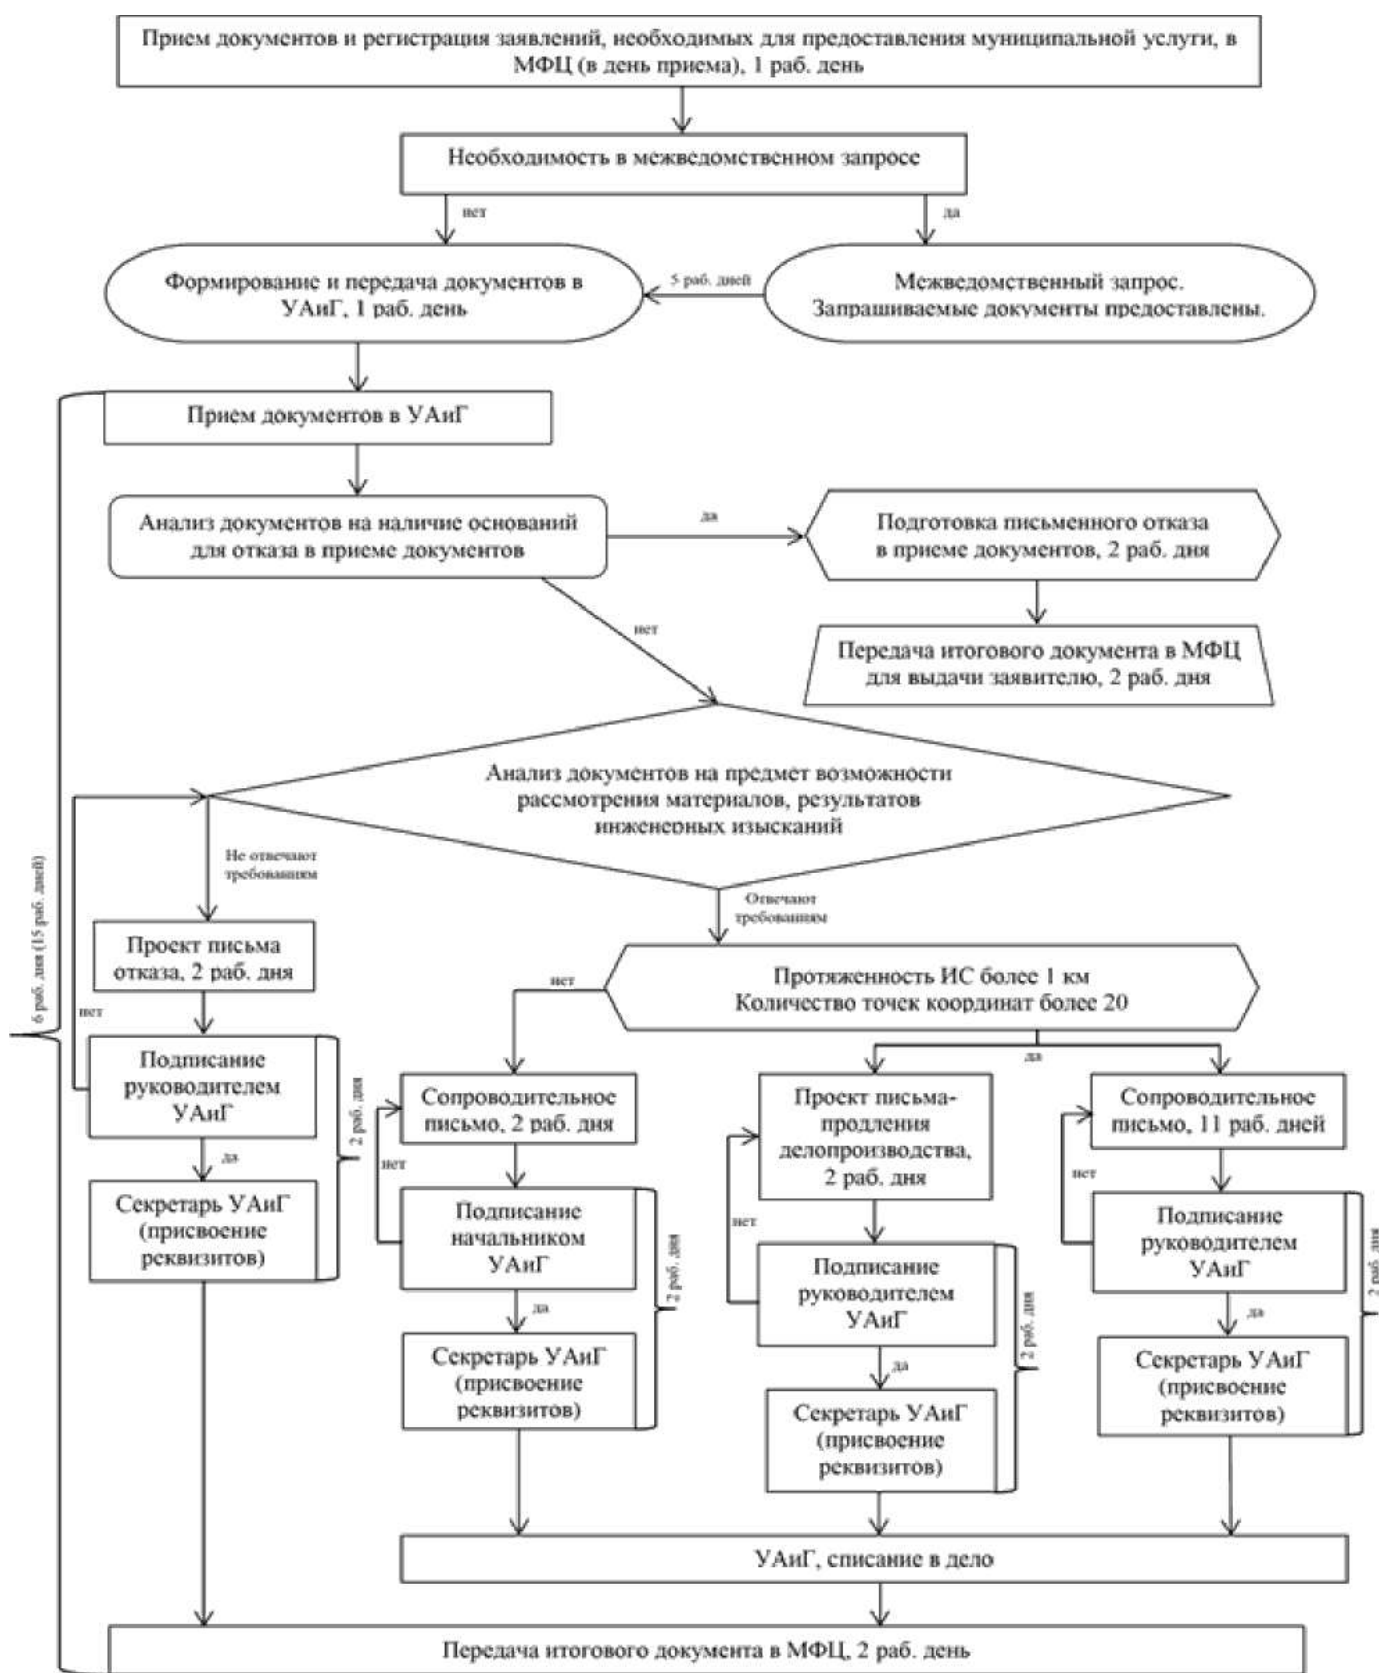 Прием документов и регистрация заявлений, необходимых для предоставления муниципальной услуги, в
МФЦ (в день приема), 1 раб. день
Необходимость в межведомственном запросе
нет
да
Формирование и передача документов в
УАиГ, 1 раб. день
5 раб. дней
Межведомственный запрос.
Запрашиваемые документы предоставлены.
Прием документов в УАиГ
Анализ документов на наличие оснований
для отказа в приеме документов
да
Подготовка письменного отказа
в приеме документов, 2 раб. дня
нет
Передача итогового документа в МФЦ
для выдачи заявителю, 2 раб. дня
Анализ документов на предмет возможности
рассмотрения материалов, результатов
инженерных изысканий
6 раб. дня (15 раб. дней)
Не отвечают
требованиям
Отвечают
требованиям
Проект письма
отказа, 2 раб. дня
нет
Протяженность ИС более 1 км
Количество точек координат более 20
нет
да
Подписание
руководителем
УАиГ
2 раб. дня
да
Секретарь УАиГ
(присвоение
реквизитов)
Сопроводительное
письмо, 2 раб. дня
нет
Подписание
начальником
УАиГ
2 раб. дня
да
Секретарь УАиГ
(присвоение
реквизитов)
Проект письма-
продления
делопроизводства,
2 раб. дня
нет
Подписание
руководителем
УАиГ
2 раб. дня
да
Секретарь УАиГ
(присвоение
реквизитов)
Сопроводительное
письмо, 11 раб. дней
нет
Подписание
руководителем
УАиГ
2 раб. дня
да
Секретарь УАиГ
(присвоение
реквизитов)
УАиГ, списание в дело
Передача итогового документа в МФЦ, 2 раб. день